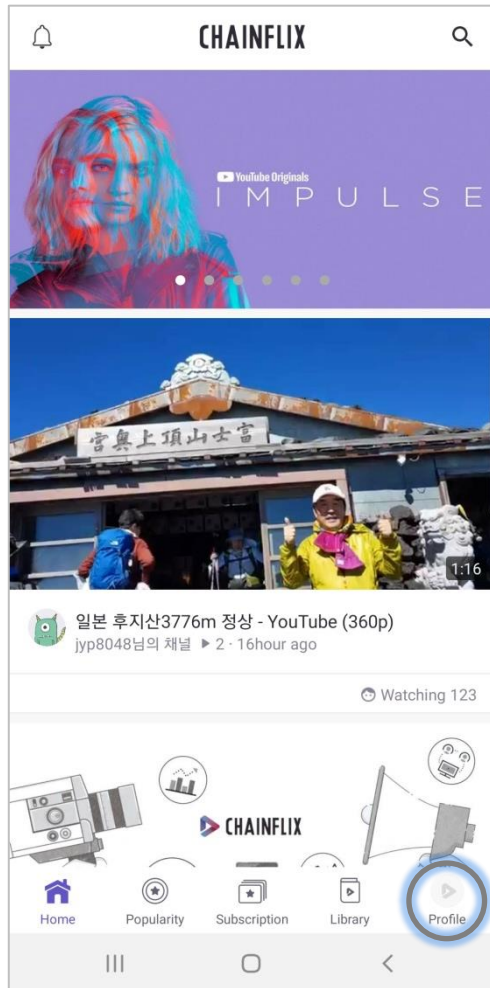 CHAINFLIX
YouTube Originals
IMPULSE
富士山頂上奥宮
1:16
일본 후지산3776m 정상 - YouTube (360p)
jyp8048님의 채널 ▶ 2 · 16hour ago
Watching 123
CHAINFLIX
Home Popularity Subscription Library Profile